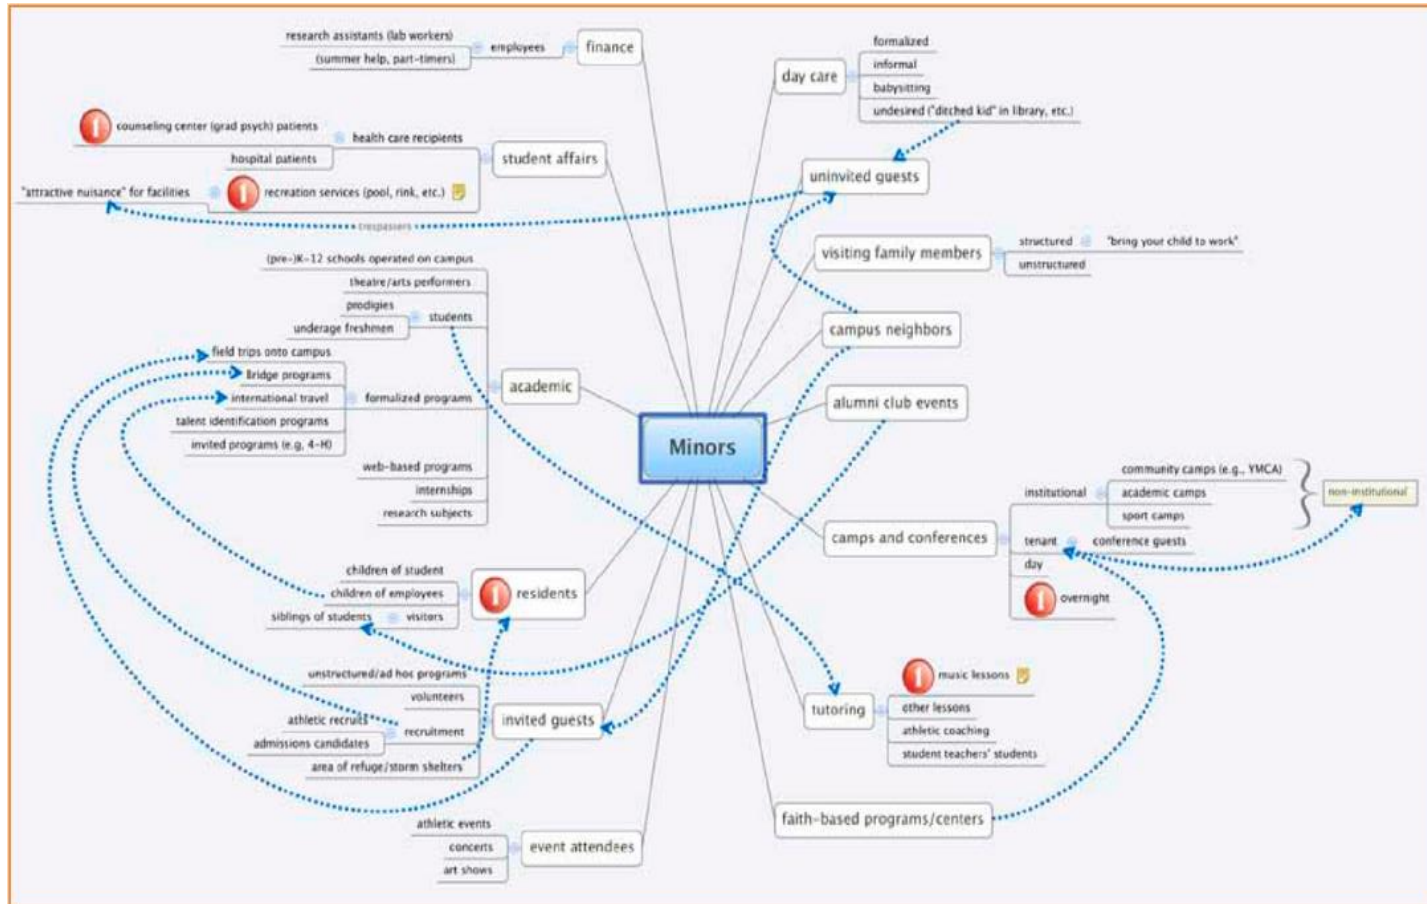 research assistants (lab workers)
(summer help, part-timers)
employees
finance
counseling center (grad psych) patients
hospital patients
health care recipients
student affairs
"attractive nuisance" for facilities
recreation services (pool, rink, etc.)
trespassers
(pre-)K-12 schools operated on campus
theatre/arts performers
prodigies
underage freshmen
students
field trips onto campus
Bridge programs
international travel
talent identification programs
invited programs (e.g, 4-H)
formalized programs
web-based programs
internships
research subjects
academic
children of student
children of employees
siblings of students
visitors
residents
unstructured/ad hoc programs
volunteers
athletic recruits
admissions candidates
recruitment
area of refuge/storm shelters
invited guests
athletic events
concerts
art shows
event attendees
Minors
day care
formalized
informal
babysitting
undesired ("ditched kid" in library, etc.)
uninvited guests
visiting family members
structured
"bring your child to work"
unstructured
campus neighbors
alumni club events
camps and conferences
institutional
community camps (e.g., YMCA)
academic camps
sport camps
non-institutional
tenant
conference guests
day
overnight
tutoring
music lessons
other lessons
athletic coaching
student teachers' students
faith-based programs/centers